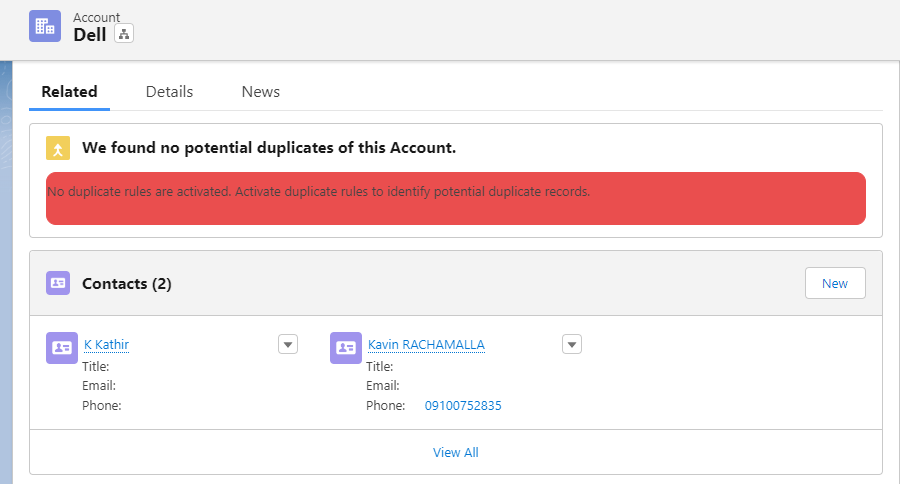 Account
Dell
Related Details News
We found no potential duplicates of this Account.
No duplicate rules are activated. Activate duplicate rules to identify potential duplicate records.
Contacts (2) New
K Kathir Kavin RACHAMALLA
Title: Title:
Email: Email:
Phone: Phone: 09100752835
View All